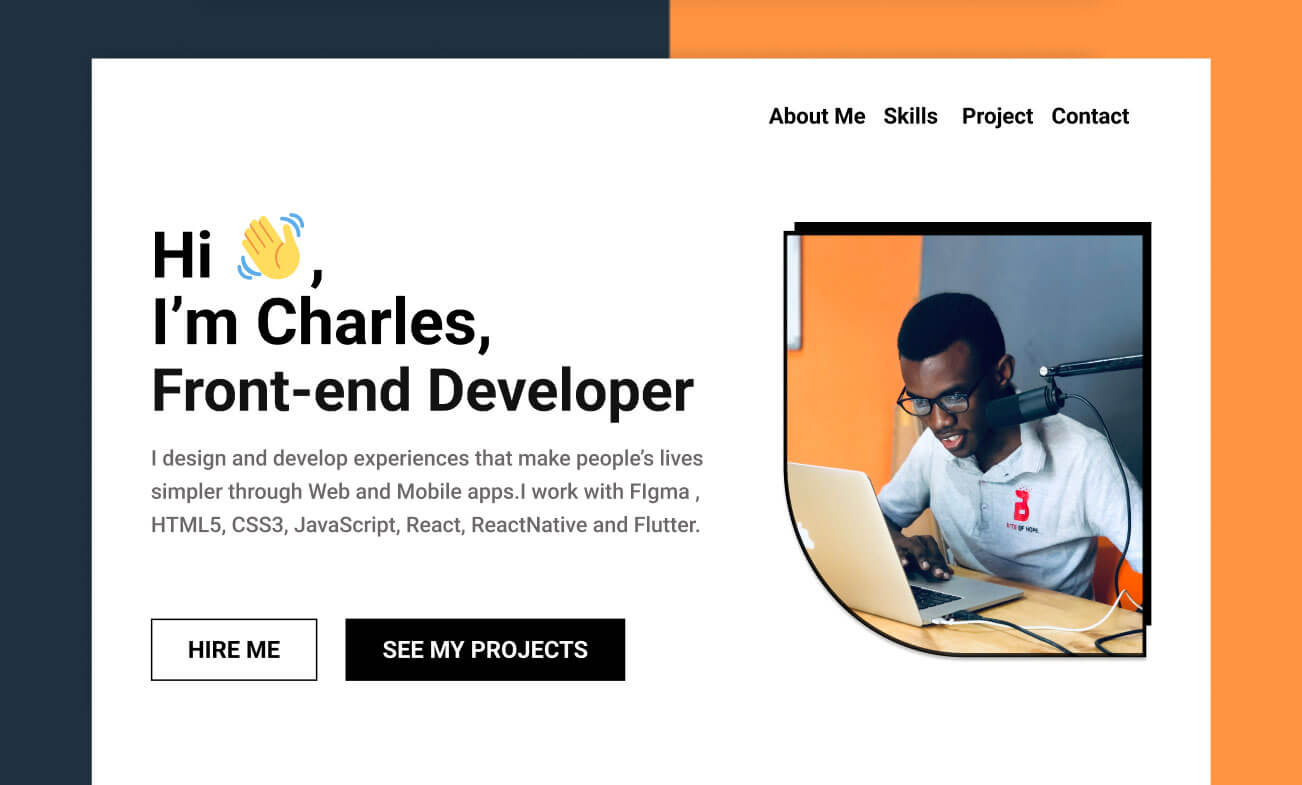 About Me Skills Project Contact
Hi 👋,
I’m Charles,
Front-end Developer
I design and develop experiences that make people’s lives
simpler through Web and Mobile apps.I work with FIgma ,
HTML5, CSS3, JavaScript, React, ReactNative and Flutter.
HIRE ME
SEE MY PROJECTS
B
OF HOPE